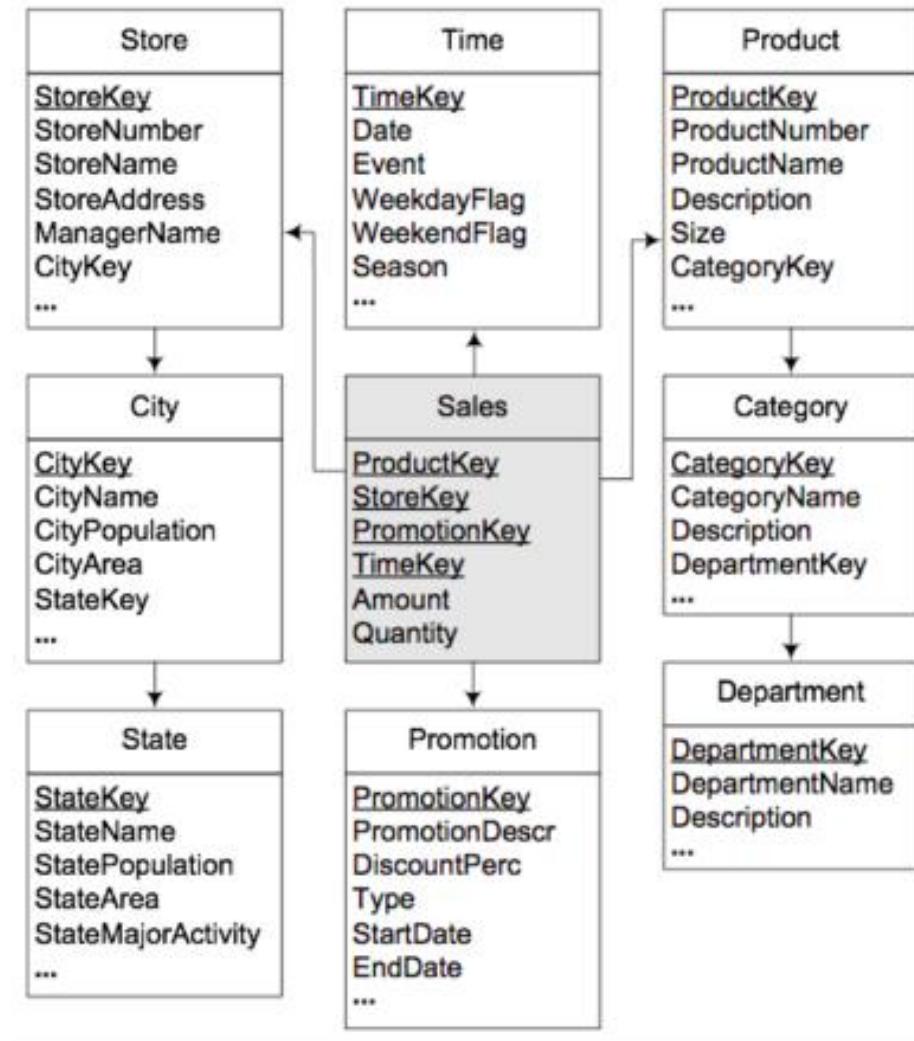 Store
StoreKey
StoreNumber
StoreName
StoreAddress
ManagerName
CityKey
...
Time
TimeKey
Date
Event
WeekdayFlag
WeekendFlag
Season
...
Product
ProductKey
ProductNumber
ProductName
Description
Size
CategoryKey
...
City
CityKey
CityName
CityPopulation
CityArea
StateKey
...
Sales
ProductKey
StoreKey
PromotionKey
TimeKey
Amount
Quantity
Category
CategoryKey
CategoryName
Description
DepartmentKey
...
State
StateKey
StateName
StatePopulation
StateArea
StateMajorActivity
...
Promotion
PromotionKey
PromotionDescr
DiscountPerc
Type
StartDate
EndDate
...
Department
DepartmentKey
DepartmentName
Description
...